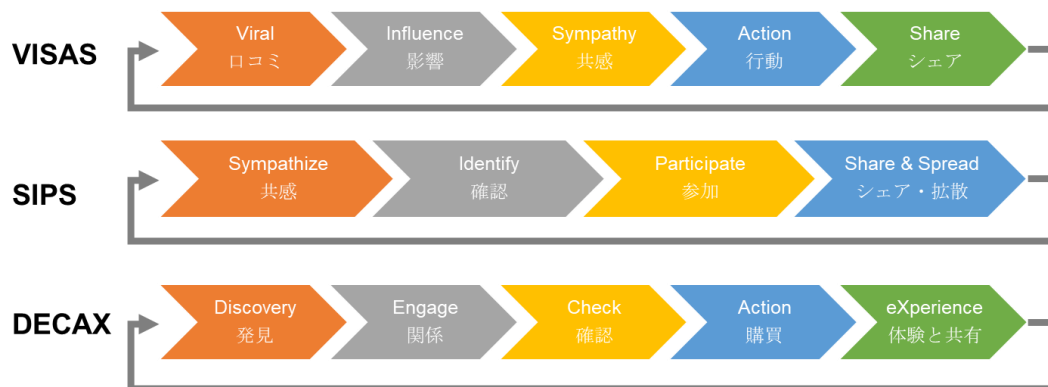 VISAS
Viral
口コミ
Influence
影響
Sympathy
共感
Action
行動
Share
シェア
SIPS
Sympathize
共感
Identify
確認
Participate
参加
Share & Spread
シェア・拡散
DECAX
Discovery
発見
Engage
関係
Check
確認
Action
購買
eXperience
体験と共有